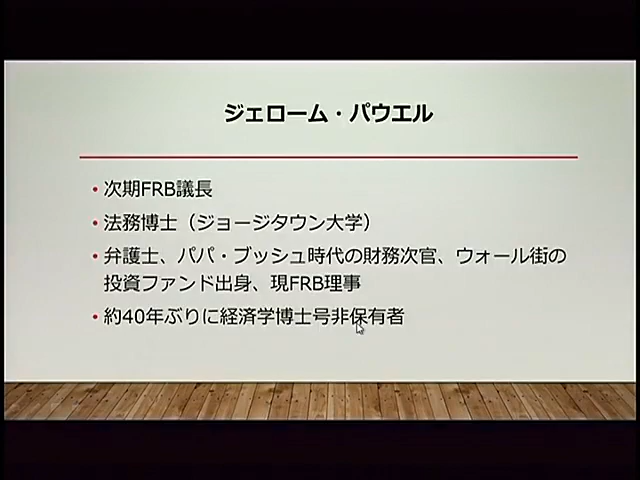 ジェローム・パウエル
• 次期FRB議長
• 法務博士（ジョージタウン大学）
• 弁護士、パパ・ブッシュ時代の財務次官、ウォール街の
投資ファンド出身、現FRB理事
• 約40年ぶりに経済学博士号非保有者